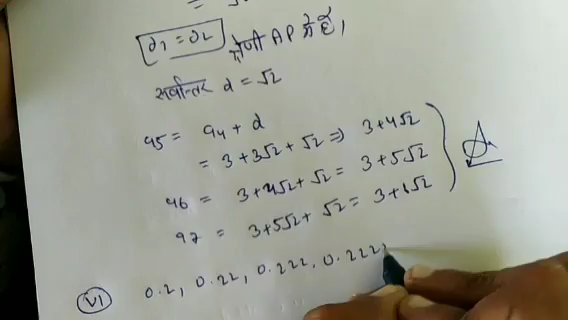 d1 = d2 श्रेणी AP में है,
सर्वान्तर d = √2
a5 = a4 + d
= 3+3√2 + √2 ⇒ 3+4√2
a6 = 3+4√2 + √2 = 3+5√2
a7 = 3+5√2 + √2 = 3+6√2
(VI) 0.2, 0.22, 0.222, 0.222,